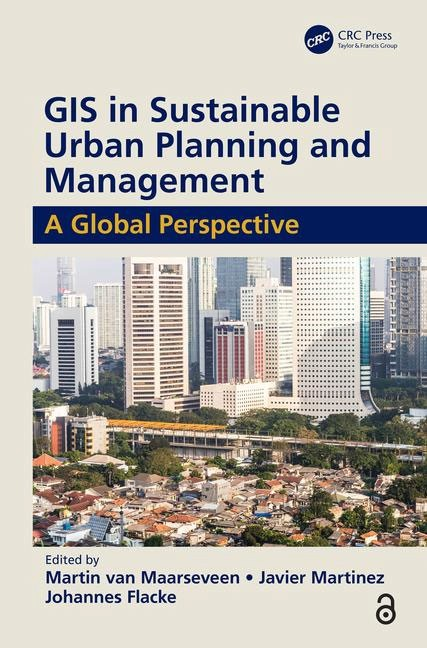 CRC
CRC Press
Taylor & Francis Group
GIS in Sustainable
Urban Planning and
Management
A Global Perspective
Edited by
Martin van Maarseveen • Javier Martinez
Johannes Flacke